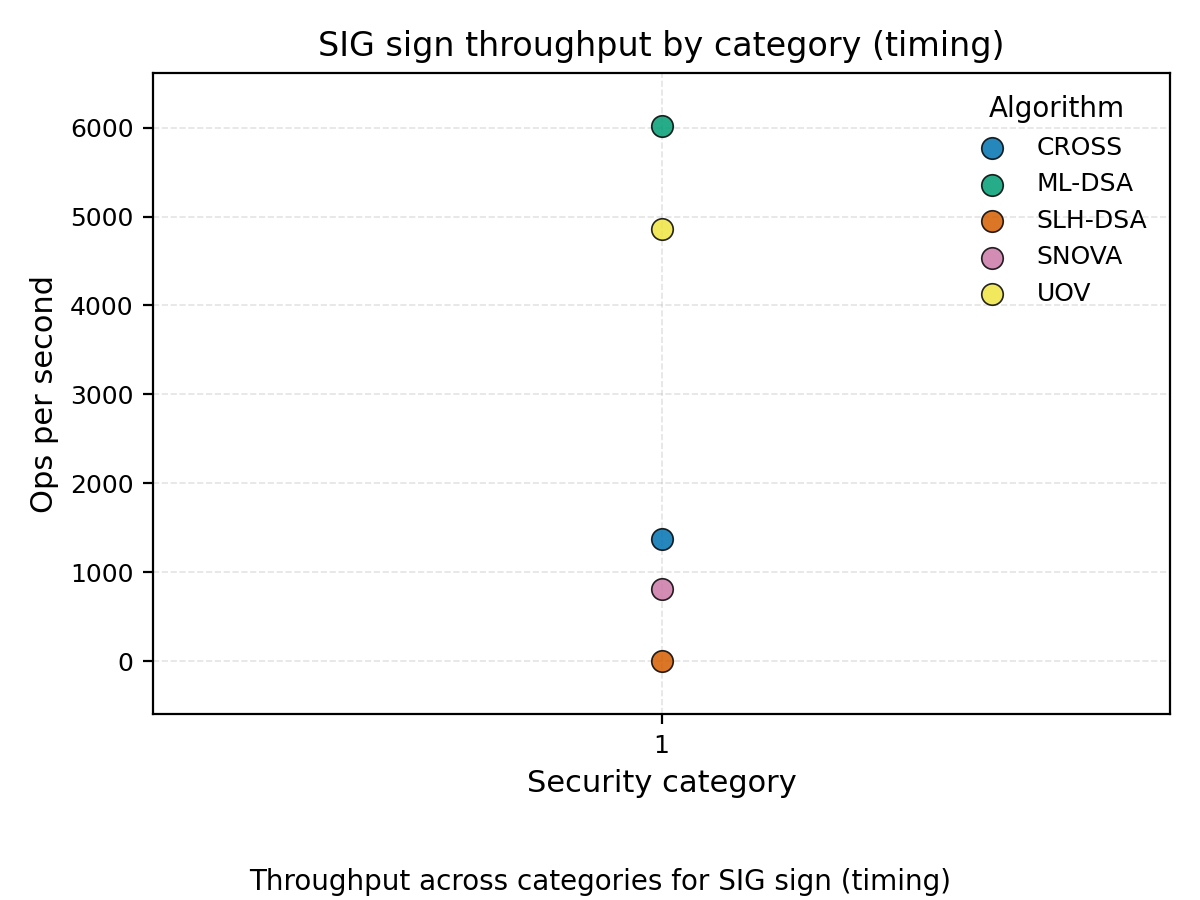 SIG sign throughput by category (timing)
Ops per second
6000
5000
4000
3000
2000
1000
0
Algorithm
CROSS
ML-DSA
SLH-DSA
SNOVA
UOV
1
Security category
Throughput across categories for SIG sign (timing)